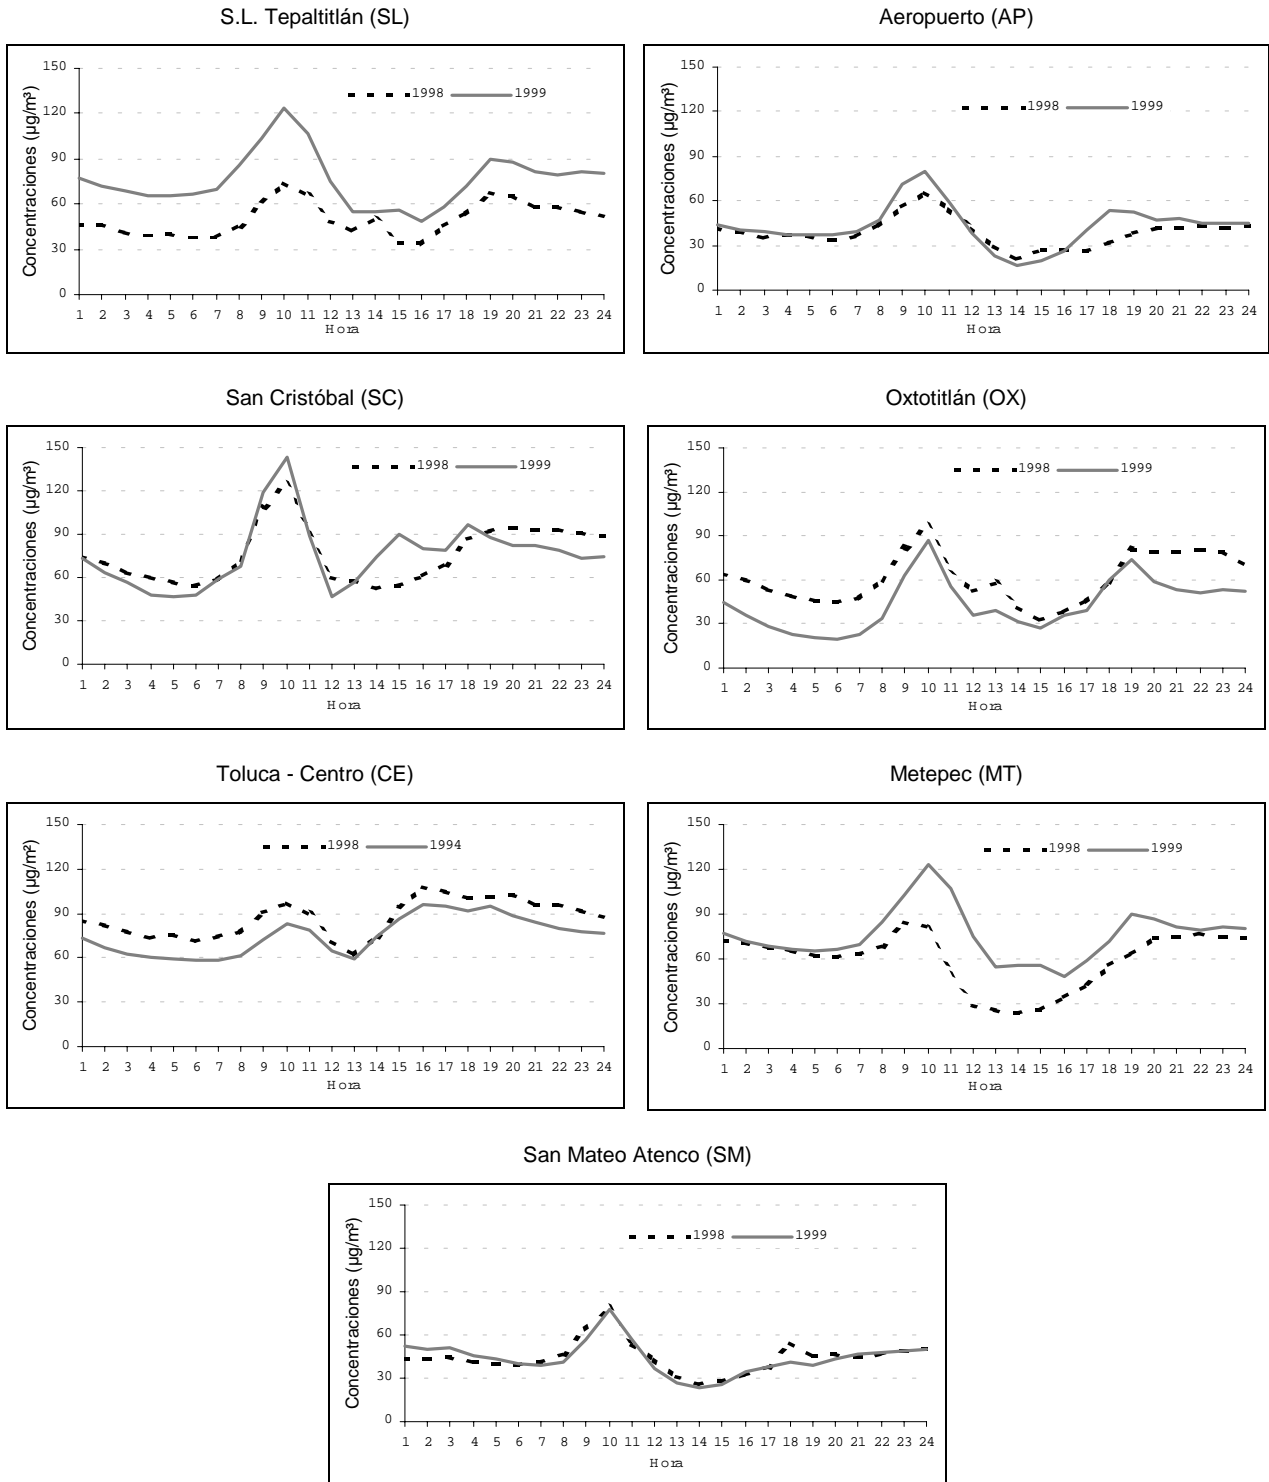 S.L. Tepaltitlán (SL)
Concentraciones (µg/m³)
150
120
90
60
30
0
1998 1999
1 2 3 4 5 6 7 8 9 10 11 12 13 14 15 16 17 18 19 20 21 22 23 24
Hora
Aeropuerto (AP)
Concentraciones (µg/m³)
150
120
90
60
30
0
1998 1999
1 2 3 4 5 6 7 8 9 10 11 12 13 14 15 16 17 18 19 20 21 22 23 24
Hora
San Cristóbal (SC)
Concentraciones (µg/m³)
150
120
90
60
30
0
1998 1999
1 2 3 4 5 6 7 8 9 10 11 12 13 14 15 16 17 18 19 20 21 22 23 24
Hora
Oxtotitlán (OX)
Concentraciones (µg/m³)
150
120
90
60
30
0
1998 1999
1 2 3 4 5 6 7 8 9 10 11 12 13 14 15 16 17 18 19 20 21 22 23 24
Hora
Toluca - Centro (CE)
Concentraciones (µg/m²)
150
120
90
60
30
0
1998 1994
1 2 3 4 5 6 7 8 9 10 11 12 13 14 15 16 17 18 19 20 21 22 23 24
Hora
Metepec (MT)
Concentraciones (µg/m³)
150
120
90
60
30
0
1998 1999
1 2 3 4 5 6 7 8 9 10 11 12 13 14 15 16 17 18 19 20 21 22 23 24
Hora
San Mateo Atenco (SM)
Concentraciones (µg/m³)
150
120
90
60
30
0
1998 1999
1 2 3 4 5 6 7 8 9 10 11 12 13 14 15 16 17 18 19 20 21 22 23 24
Hora